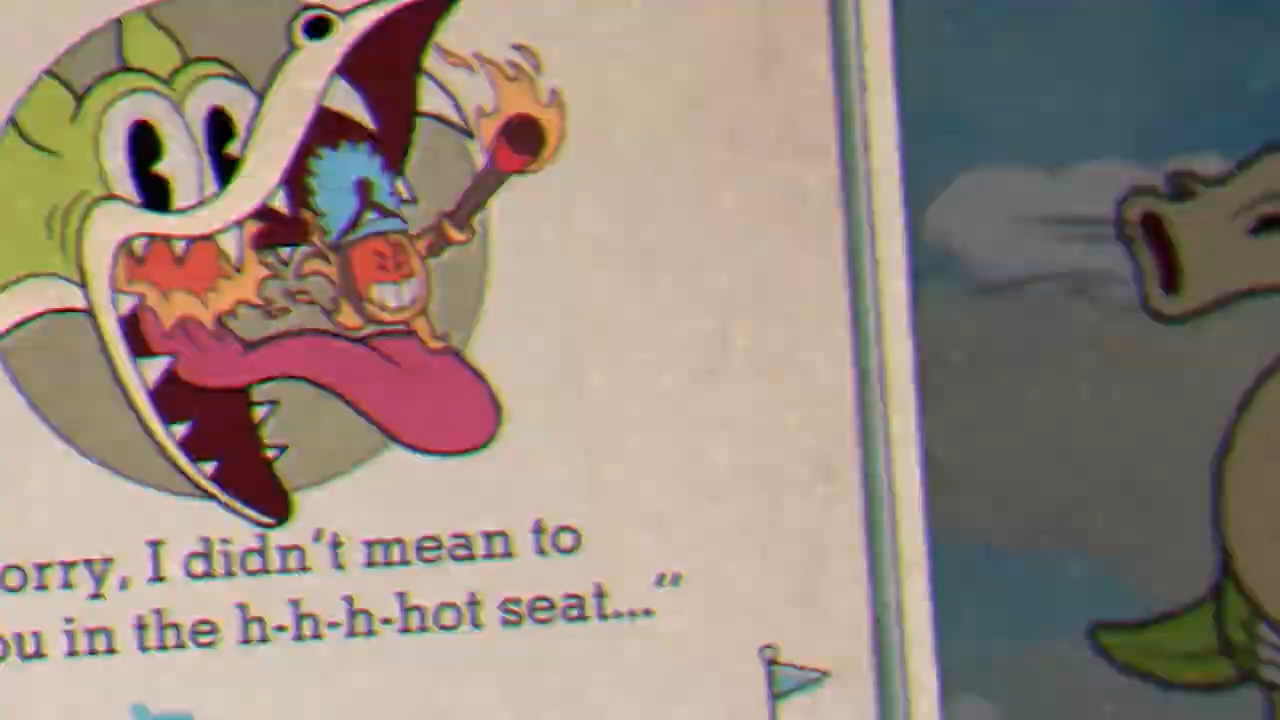 orry, I didn't mean to
ou in the h-h-h-hot seat..."